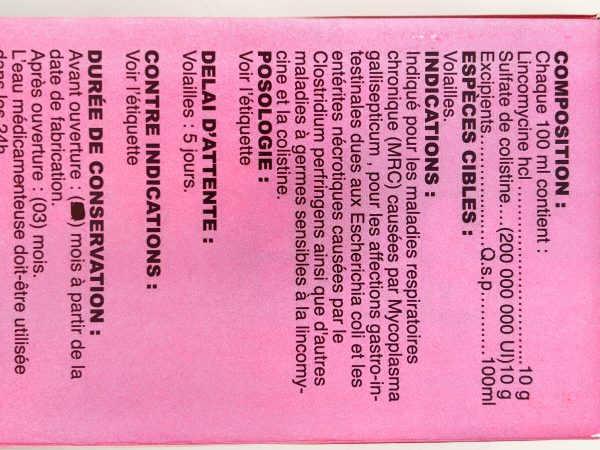 COMPOSITION :
Chaque 100 ml contient :
Lincomycine hcl.......................10 g
Sulfate de colistine....(200 000 000 UI)10 g
Excipients...............Q.s.p............100ml
ESPÈCES CIBLES :
Volailles.
INDICATIONS :
Indiqué pour les maladies respiratoires
chronique (MRC) causées par Mycoplasma
gallisepticum , pour les affections gastro-in-
testinales dues aux Escherichia coli et les
entérites nécrotiques causées par le
Clostridium perfringens ainsi que d'autres
maladies à germes sensibles à la lincomy-
cine et la colistine.
POSOLOGIE :
Voir l'étiquette
DELAI D'ATTENTE :
Volailles : 5 jours.
CONTRE INDICATIONS :
Voir l'étiquette
DURÉE DE CONSERVATION :
Avant ouverture : ( ) mois à partir de la
date de fabrication.
Après ouverture : (03) mois.
L'eau médicamenteuse doit-être utilisée
dans les 24h